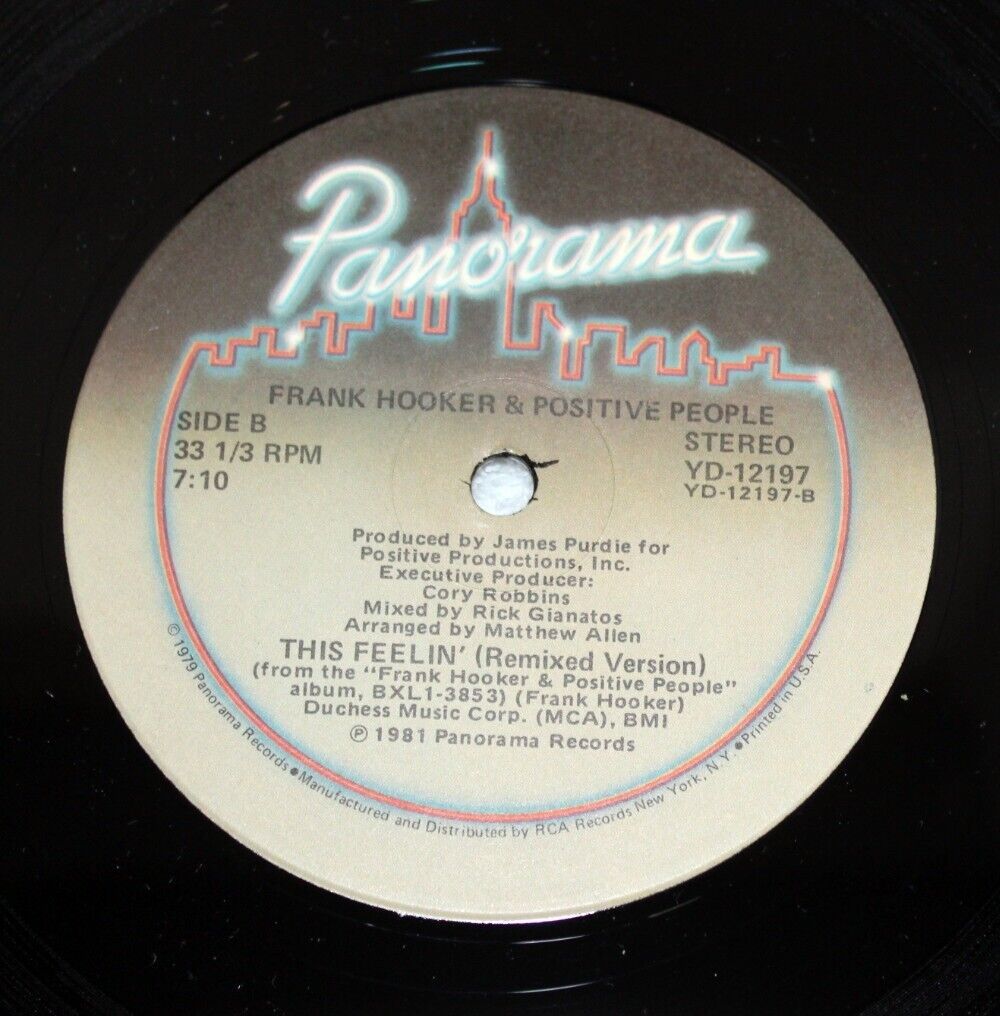 Panorama
FRANK HOOKER & POSITIVE PEOPLE
SIDE B
33 1/3 RPM
7:10
STEREO
YD-12197
YD-12197-B
Produced by James Purdie for
Positive Productions, Inc.
Executive Producer:
Cory Robbins
Mixed by Rick Gianatos
Arranged by Matthew Allen
THIS FEELIN' (Remixed Version)
(from the "Frank Hooker & Positive People"
album, BXL1-3853) (Frank Hooker)
Duchess Music Corp. (MCA), BMI
℗ 1981 Panorama Records
© 1979 Panorama Records ● Manufactured and Distributed by RCA Records New York, N.Y. ● Printed in U.S.A.